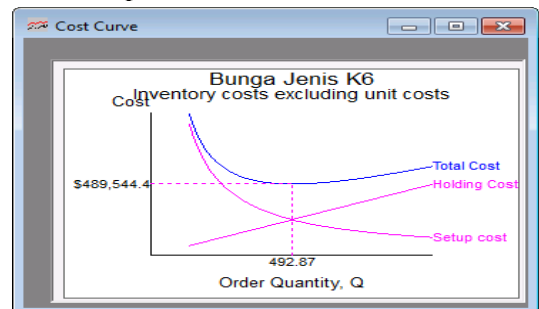 Cost Curve
Bunga Jenis K6
Inventory costs excluding unit costs
Cost
Total Cost
$489,544.4
Holding Cost
Setup cost
492.87
Order Quantity, Q